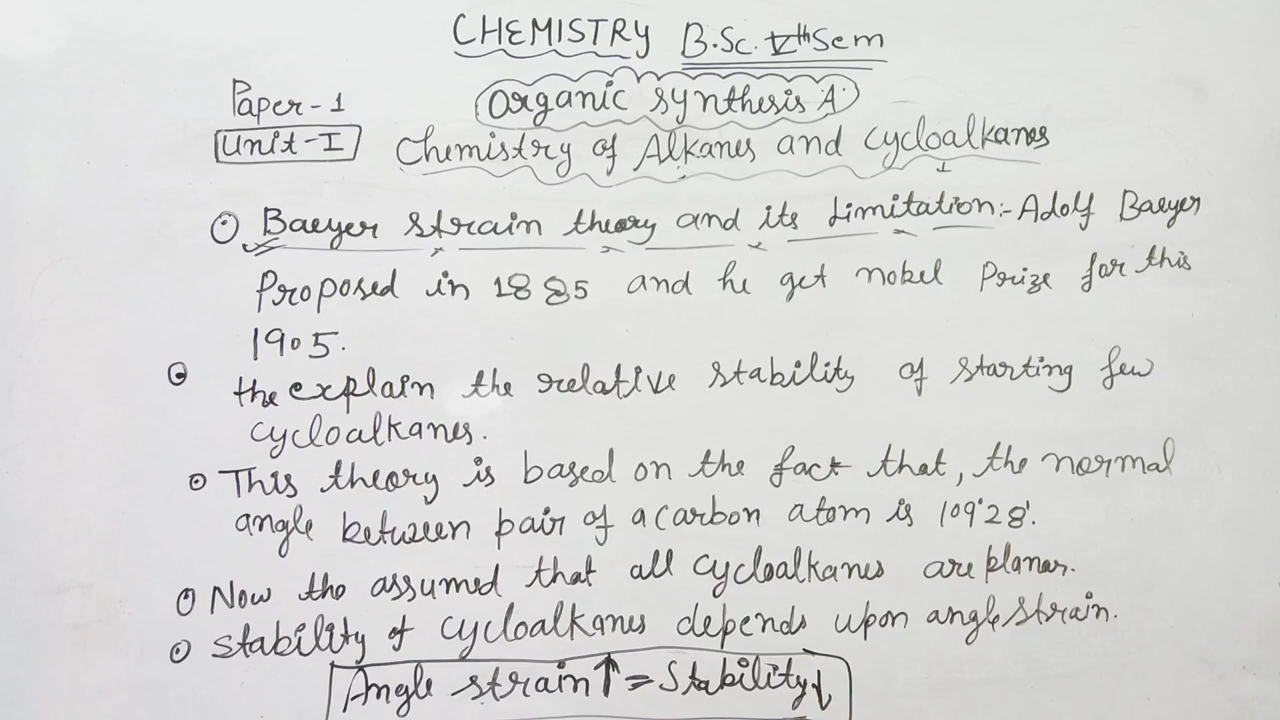 CHEMISTRY B.Sc. Vth Sem
Organic synthesis A
Paper-1
Unit-I
Chemistry of Alkanes and cycloalkanes
Baeyer strain theory and its Limitation:- Adolf Baeyer
Proposed in 1885 and he get nobel Prize for this
1905.
the explain the relative stability of starting few
cycloalkanes.
This theory is based on the fact that, the normal
angle between pair of a carbon atom is 109°28'.
Now the assumed that all cycloalkanes are planar.
Stability of cycloalkanes depends upon angle strain.
Angle strain ↑ = Stability ↓